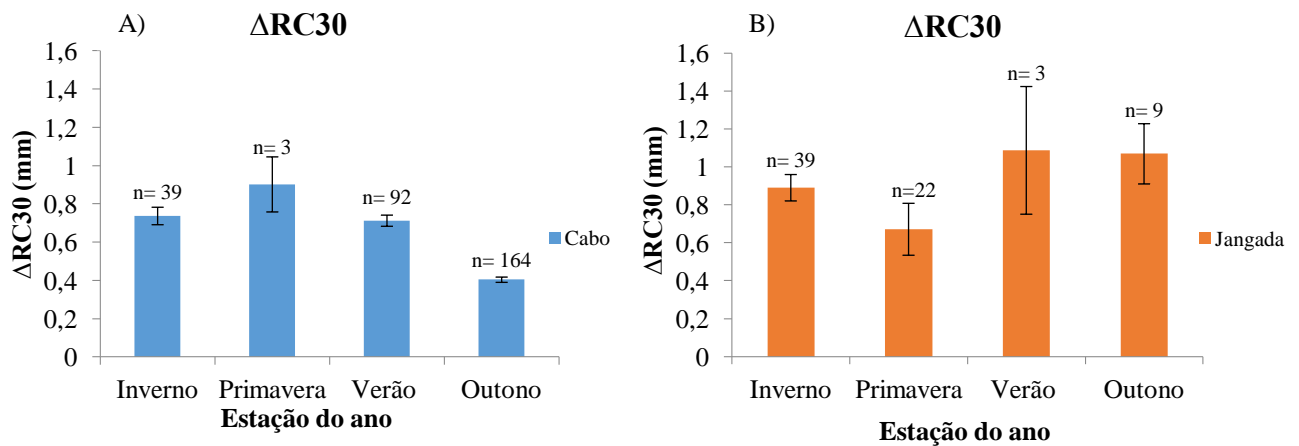 A)
ΔRC30
ΔRC30 (mm)
1,6
1,4
1,2
1
0,8
0,6
0,4
0,2
0
n= 39
n= 3
n= 92
n= 164
Cabo
Inverno
Primavera
Verão
Outono
Estação do ano
B)
ΔRC30
ΔRC30 (mm)
1,6
1,4
1,2
1
0,8
0,6
0,4
0,2
0
n= 39
n=22
n= 3
n= 9
Jangada
Inverno
Primavera
Verão
Outono
Estação do ano